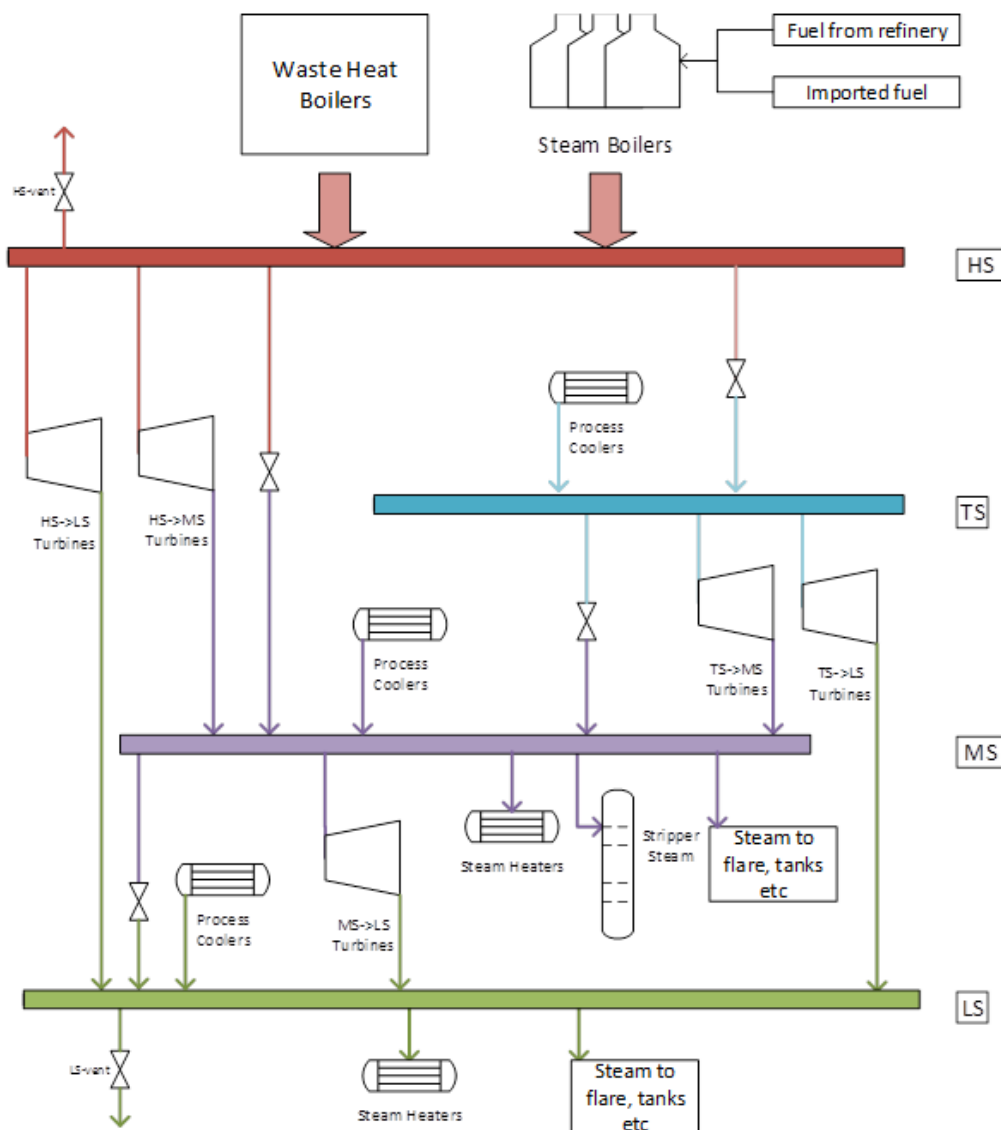 Waste Heat
Boilers
Fuel from refinery
Imported fuel
Steam Boilers
HS-vent
HS
Process
Coolers
HS->LS
Turbines
HS->MS
Turbines
TS
Process
Coolers
TS->MS
Turbines
TS->LS
Turbines
MS
Steam Heaters
Stripper
Steam
Steam to
flare, tanks
etc
Process
Coolers
MS->LS
Turbines
LS
LS-vent
Steam Heaters
Steam to
flare, tanks
etc